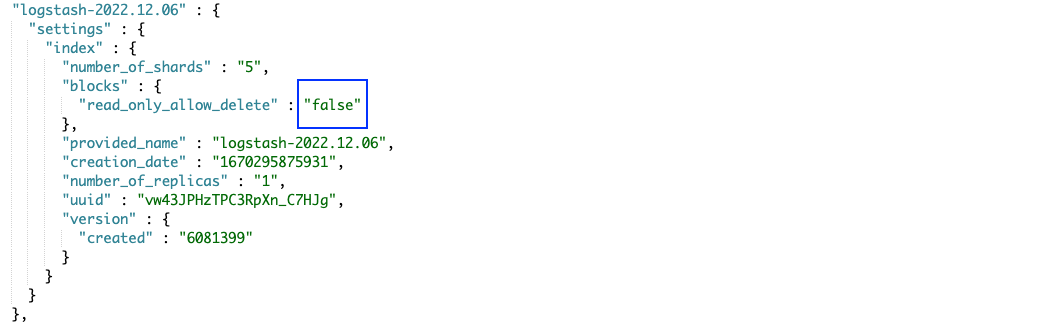 "logstash-2022.12.06" : {
"settings" : {
"index" : {
"number_of_shards" : "5",
"blocks" : {
"read_only_allow_delete" : "false"
},
"provided_name" : "logstash-2022.12.06",
"creation_date" : "1670295875931",
"number_of_replicas" : "1",
"uuid" : "vw43JPHzTPC3RpXn_C7HJg",
"version" : {
"created" : "6081399"
}
}
}
},